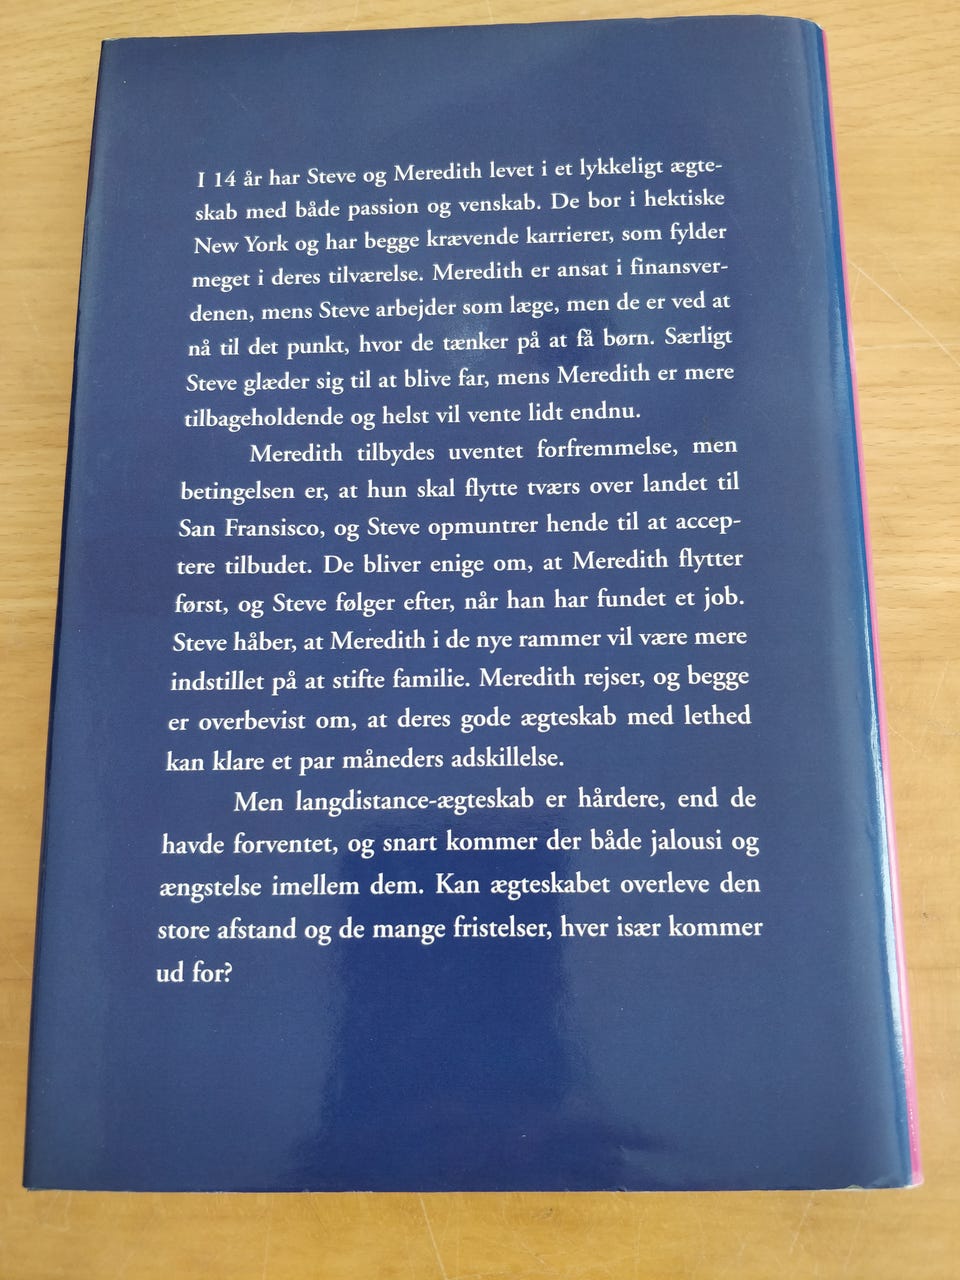 I 14 år har Steve og Meredith levet i et lykkeligt ægte-
skab med både passion og venskab. De bor i hektiske
New York og har begge krævende karrierer, som fylder
meget i deres tilværelse. Meredith er ansat i finansver-
denen, mens Steve arbejder som læge, men de er ved at
nå til det punkt, hvor de tænker på at få børn. Særligt
Steve glæder sig til at blive far, mens Meredith er mere
tilbageholdende og helst vil vente lidt endnu.
Meredith tilbydes uventet forfremmelse, men
betingelsen er, at hun skal flytte tværs over landet til
San Fransisco, og Steve opmuntrer hende til at accep-
tere tilbudet. De bliver enige om, at Meredith flytter
først, og Steve følger efter, når han har fundet et job.
Steve håber, at Meredith i de nye rammer vil være mere
indstillet på at stifte familie. Meredith rejser, og begge
er overbevist om, at deres gode ægteskab med lethed
kan klare et par måneders adskillelse.
Men langdistance-ægteskab er hårdere, end de
havde forventet, og snart kommer der både jalousi og
ængstelse imellem dem. Kan ægteskabet overleve den
store afstand og de mange fristelser, hver især kommer
ud for?